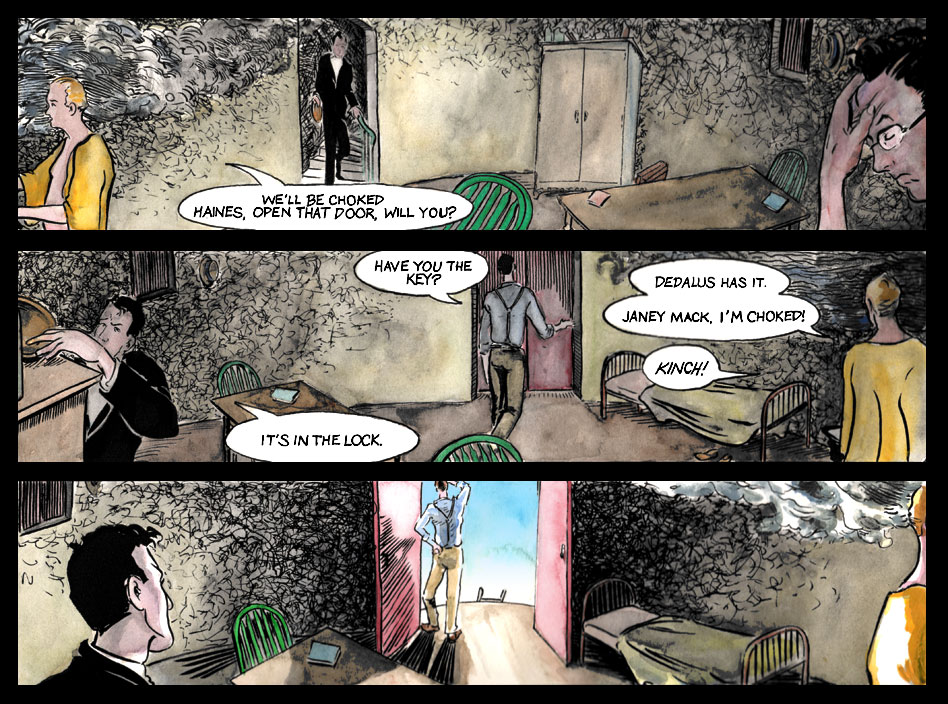 WE'LL BE CHOKED
HAINES, OPEN THAT DOOR, WILL YOU?
HAVE YOU THE
KEY?
DEDALUS HAS IT.
JANEY MACK, I'M CHOKED!
KINCH!
IT'S IN THE LOCK.